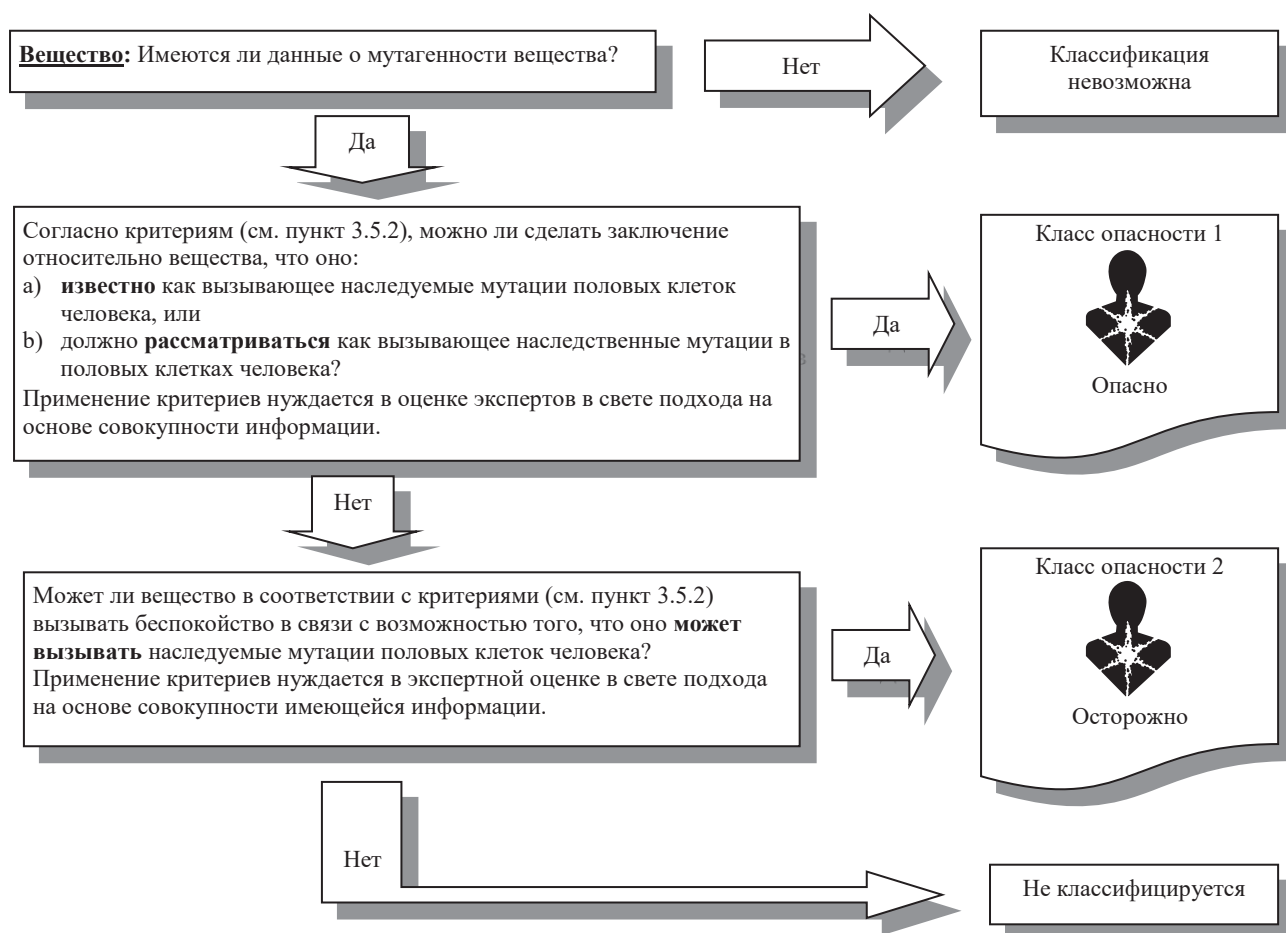 Вещество: Имеются ли данные о мутагенности вещества?
Нет
Классификация
невозможна
Да
Согласно критериям (см. пункт 3.5.2), можно ли сделать заключение
относительно вещества, что оно:
a) известно как вызывающее наследуемые мутации половых клеток
человека, или
b) должно рассматриваться как вызывающее наследственные мутации в
половых клетках человека?
Применение критериев нуждается в оценке экспертов в свете подхода на
основе совокупности информации.
Да
Класс опасности 1
Опасно
Нет
Может ли вещество в соответствии с критериями (см. пункт 3.5.2)
вызывать беспокойство в связи с возможностью того, что оно может
вызывать наследуемые мутации половых клеток человека?
Применение критериев нуждается в экспертной оценке в свете подхода
на основе совокупности имеющейся информации.
Да
Класс опасности 2
Осторожно
Нет
Не классифицируется